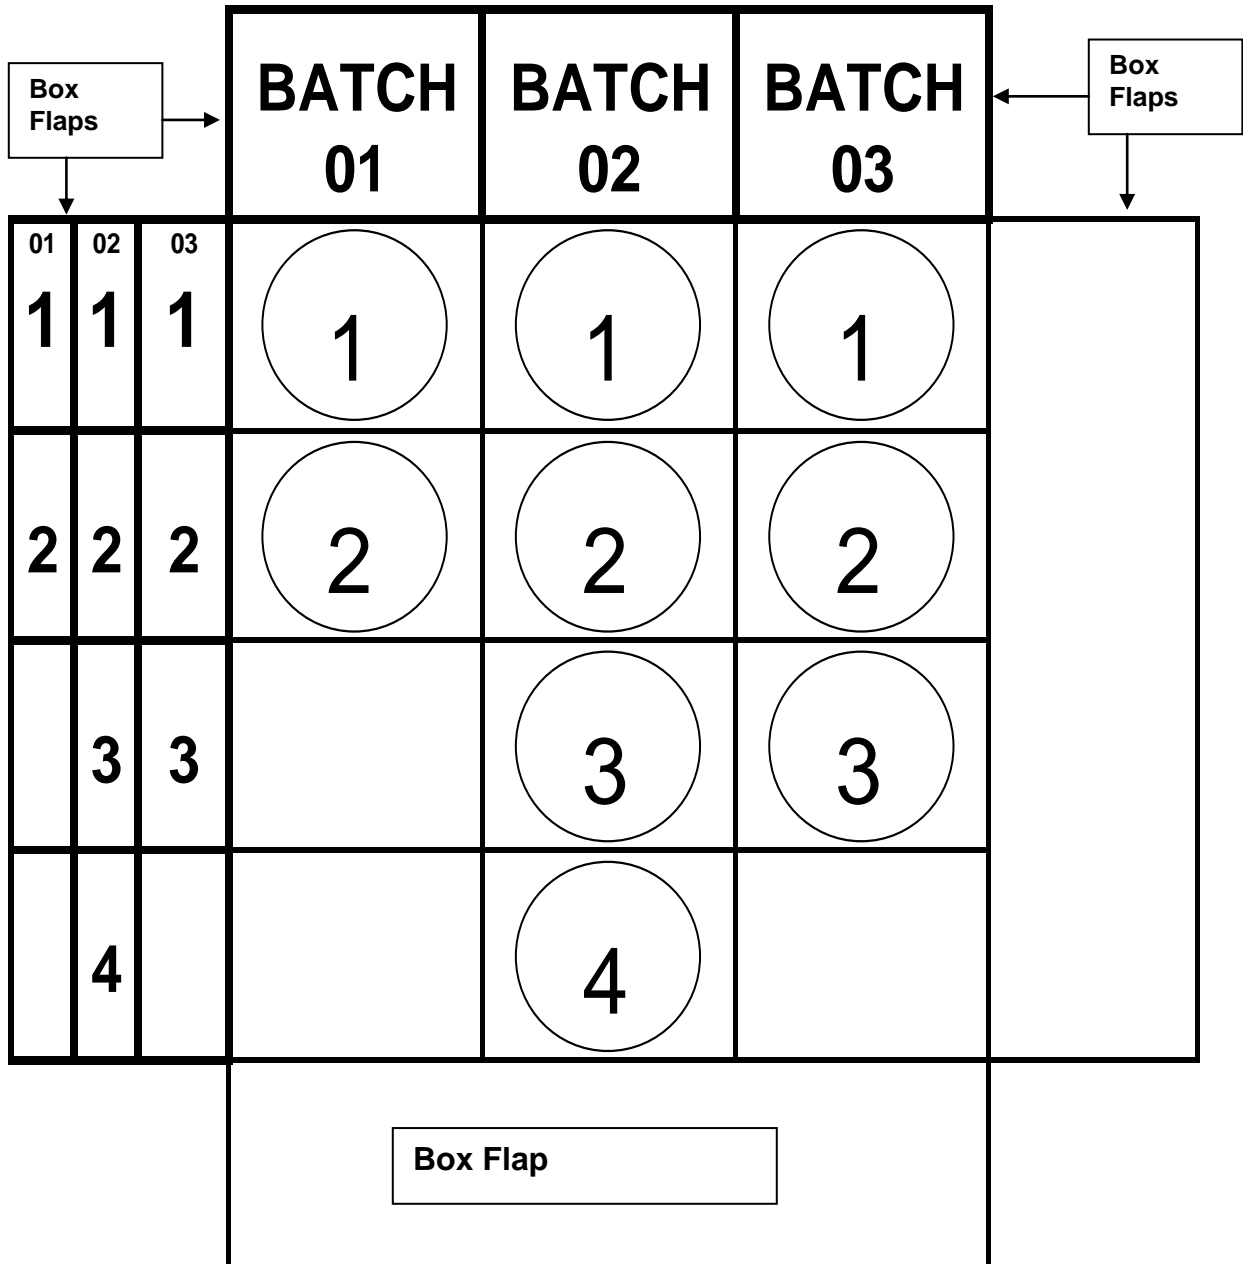 Box
Flaps
BATCH
01
BATCH
02
BATCH
03
Box
Flaps
01 02 03
1 1 1 1 1 1
2 2 2 2 2 2
3 3 3 3
4 4
Box Flap